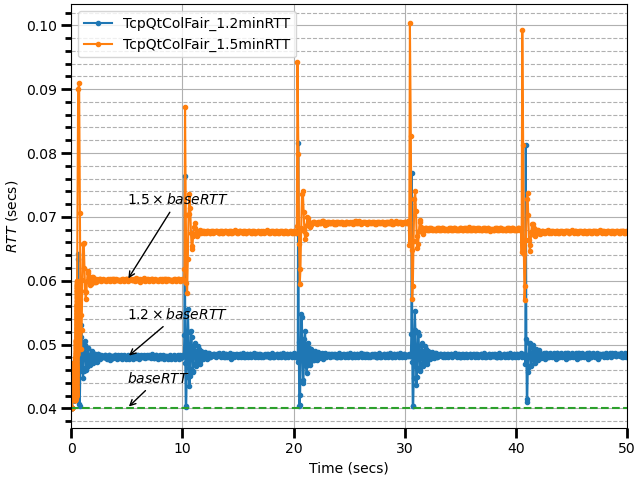 TcpQtColFair_1.2minRTT
TcpQtColFair_1.5minRTT
0.10
0.09
0.08
0.07
0.06
0.05
0.04
RTT (secs)
1.5 × baseRTT
1.2 × baseRTT
baseRTT
0 10 20 30 40 50
Time (secs)